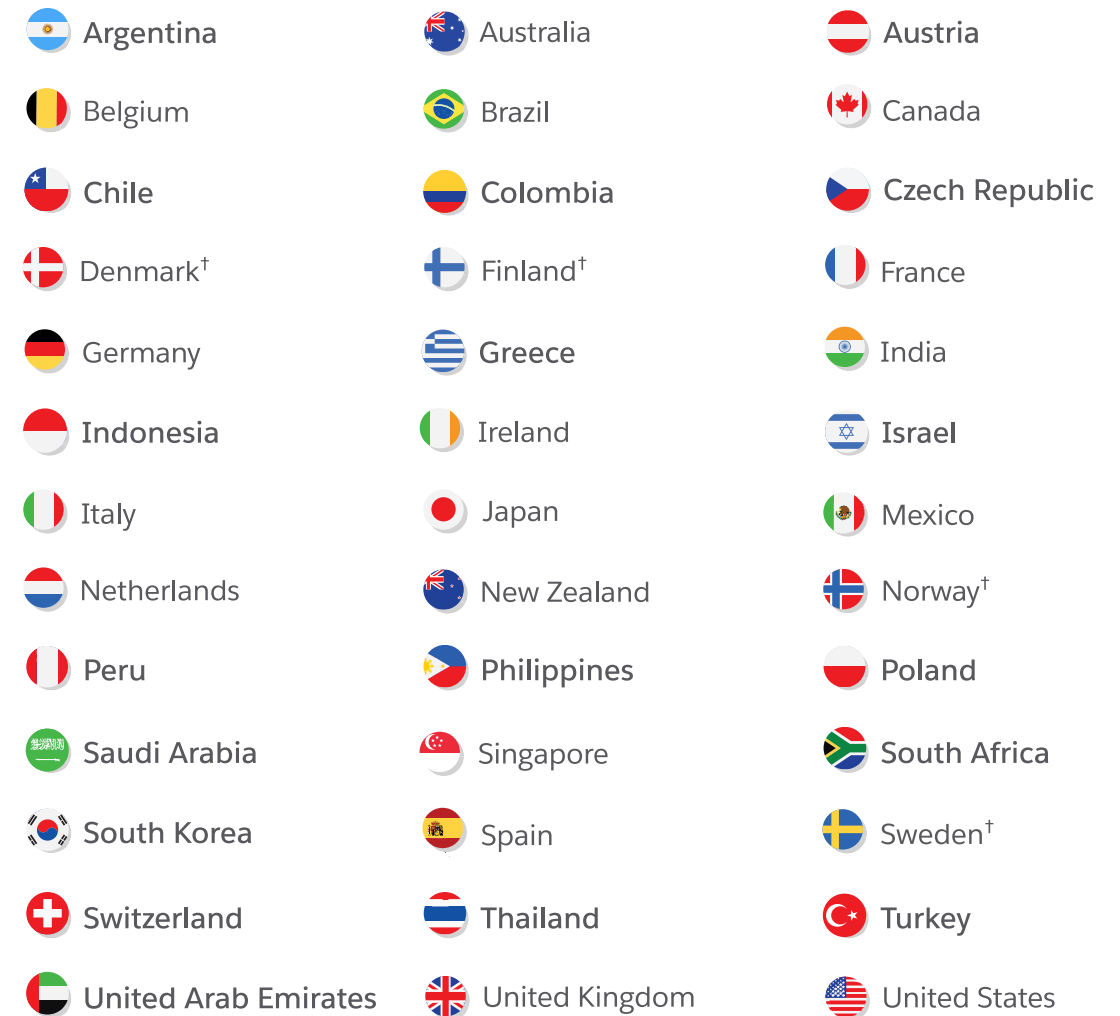 Argentina
Australia
Austria
Belgium
Brazil
Canada
Chile
Colombia
Czech Republic
Denmark†
Finland†
France
Germany
Greece
India
Indonesia
Ireland
Israel
Italy
Japan
Mexico
Netherlands
New Zealand
Norway†
Peru
Philippines
Poland
Saudi Arabia
Singapore
South Africa
South Korea
Spain
Sweden†
Switzerland
Thailand
Turkey
United Arab Emirates
United Kingdom
United States